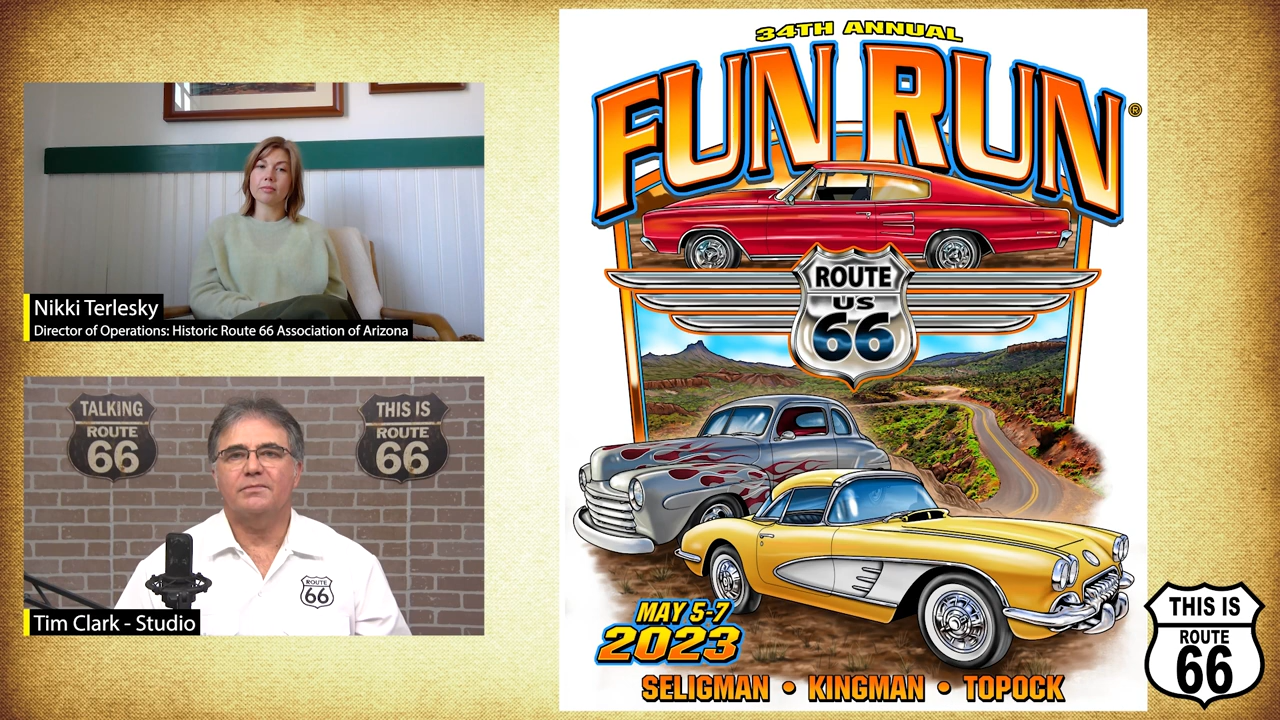 Nikki Terlesky
Director of Operations: Historic Route 66 Association of Arizona
TALKING
ROUTE
66
THIS IS
ROUTE
66
ROUTE
66
Tim Clark - Studio
34TH ANNUAL
FUN RUN®
ROUTE
US
66
MAY 5-7
2023
SELIGMAN • KINGMAN • TOPOCK
THIS IS
ROUTE
66